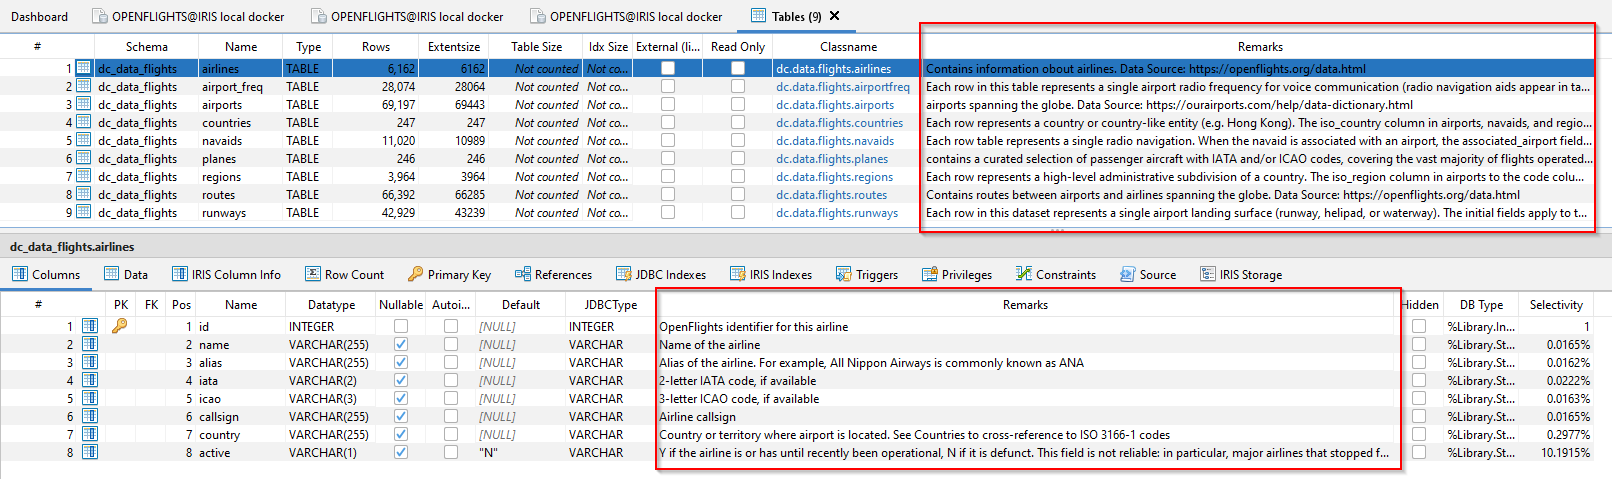 Dashboard OPENFLIGHTS@IRIS local docker OPENFLIGHTS@IRIS local docker OPENFLIGHTS@IRIS local docker Tables (9)
# Schema Name Type Rows Extentsize Table Size Idx Size External (li... Read Only Classname Remarks
1 dc_data_flights airlines TABLE 6,162 6162 Not counted Not co... dc.data.flights.airlines Contains information obout airlines. Data Source: https://openflights.org/data.html
2 dc_data_flights airport_freq TABLE 28,074 28064 Not counted Not co... dc.data.flights.airportfreq Each row in this table represents a single airport radio frequency for voice communication (radio navigation aids appear in ta...
3 dc_data_flights airports TABLE 69,197 69443 Not counted Not co... dc.data.flights.airports airports spanning the globe. Data Source: https://ourairports.com/help/data-dictionary.html
4 dc_data_flights countries TABLE 247 247 Not counted Not co... dc.data.flights.countries Each row represents a country or country-like entity (e.g. Hong Kong). The iso_country column in airports, navaids, and regio...
5 dc_data_flights navaids TABLE 11,020 10989 Not counted Not co... dc.data.flights.navaids Each row table represents a single radio navigation. When the navaid is associated with an airport, the associated_airport field...
6 dc_data_flights planes TABLE 246 246 Not counted Not co... dc.data.flights.planes contains a curated selection of passenger aircraft with IATA and/or ICAO codes, covering the vast majority of flights operated...
7 dc_data_flights regions TABLE 3,964 3964 Not counted Not co... dc.data.flights.regions Each row represents a high-level administrative subdivision of a country. The iso_region column in airports to the code colu...
8 dc_data_flights routes TABLE 66,392 66285 Not counted Not co... dc.data.flights.routes Contains routes between airports and airlines spanning the globe. Data Source: https://openflights.org/data.html
9 dc_data_flights runways TABLE 42,929 43239 Not counted Not co... dc.data.flights.runways Each row in this dataset represents a single airport landing surface (runway, helipad, or waterway). The initial fields apply to t...
dc_data_flights.airlines
Columns Data IRIS Column Info Row Count Primary Key References JDBC Indexes IRIS Indexes Triggers Privileges Constraints Source IRIS Storage
# PK FK Pos Name Datatype Nullable Autoi... Default JDBCType Remarks Hidden DB Type Selectivity
1 1 id INTEGER [NULL] INTEGER OpenFlights identifier for this airline %Library.In... 1
2 2 name VARCHAR(255) [NULL] VARCHAR Name of the airline %Library.St... 0.0165%
3 3 alias VARCHAR(255) [NULL] VARCHAR Alias of the airline. For example, All Nippon Airways is commonly known as ANA %Library.St... 0.0162%
4 4 iata VARCHAR(2) [NULL] VARCHAR 2-letter IATA code, if available %Library.St... 0.0222%
5 5 icao VARCHAR(3) [NULL] VARCHAR 3-letter ICAO code, if available %Library.St... 0.0163%
6 6 callsign VARCHAR(255) [NULL] VARCHAR Airline callsign %Library.St... 0.0165%
7 7 country VARCHAR(255) [NULL] VARCHAR Country or territory where airport is located. See Countries to cross-reference to ISO 3166-1 codes %Library.St... 0.2977%
8 8 active VARCHAR(1) "N" VARCHAR Y if the airline is or has until recently been operational, N if it is defunct. This field is not reliable: in particular, major airlines that stopped f... %Library.St... 10.1915%